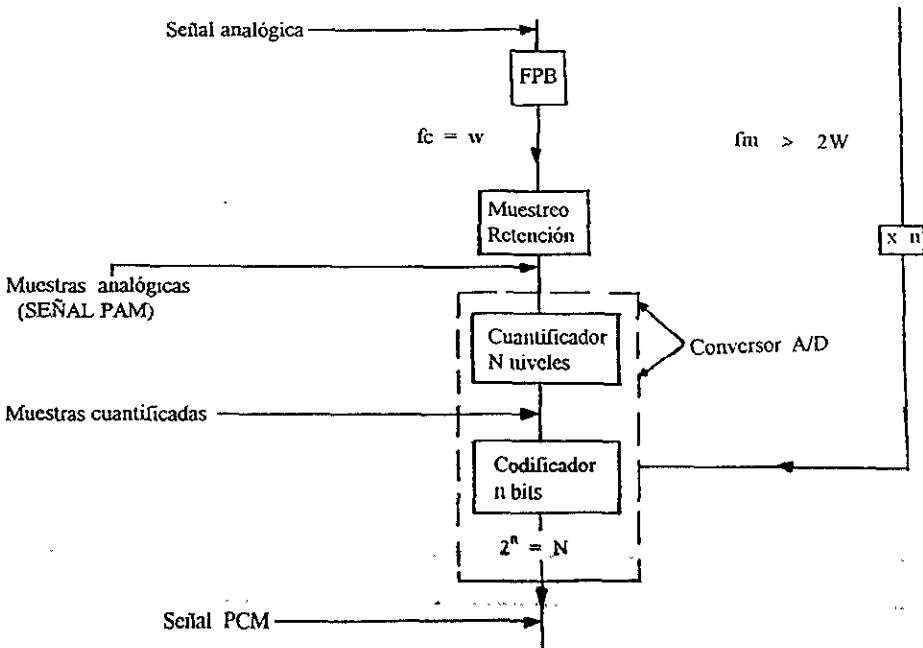 Señal analógica
FPB
fc = w
fm > 2W
Muestreo
Retención
x n
Muestras analógicas
(SEÑAL PAM)
Cuantificador
N niveles
Conversor A/D
Muestras cuantificadas
Codificador
n bits
2ⁿ = N
Señal PCM